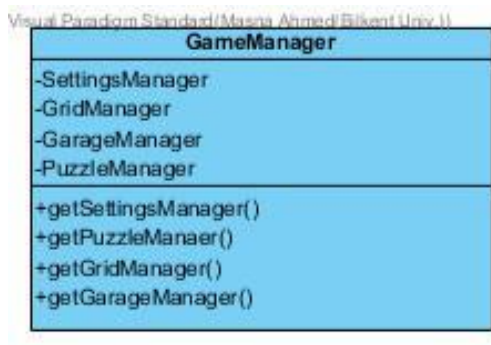 Visual Paradigm Standard(Masna Ahmed(Bilkent Univ.))
GameManager
-SettingsManager
-GridManager
-GarageManager
-PuzzleManager
+getSettingsManager()
+getPuzzleManaer()
+getGridManager()
+getGarageManager()